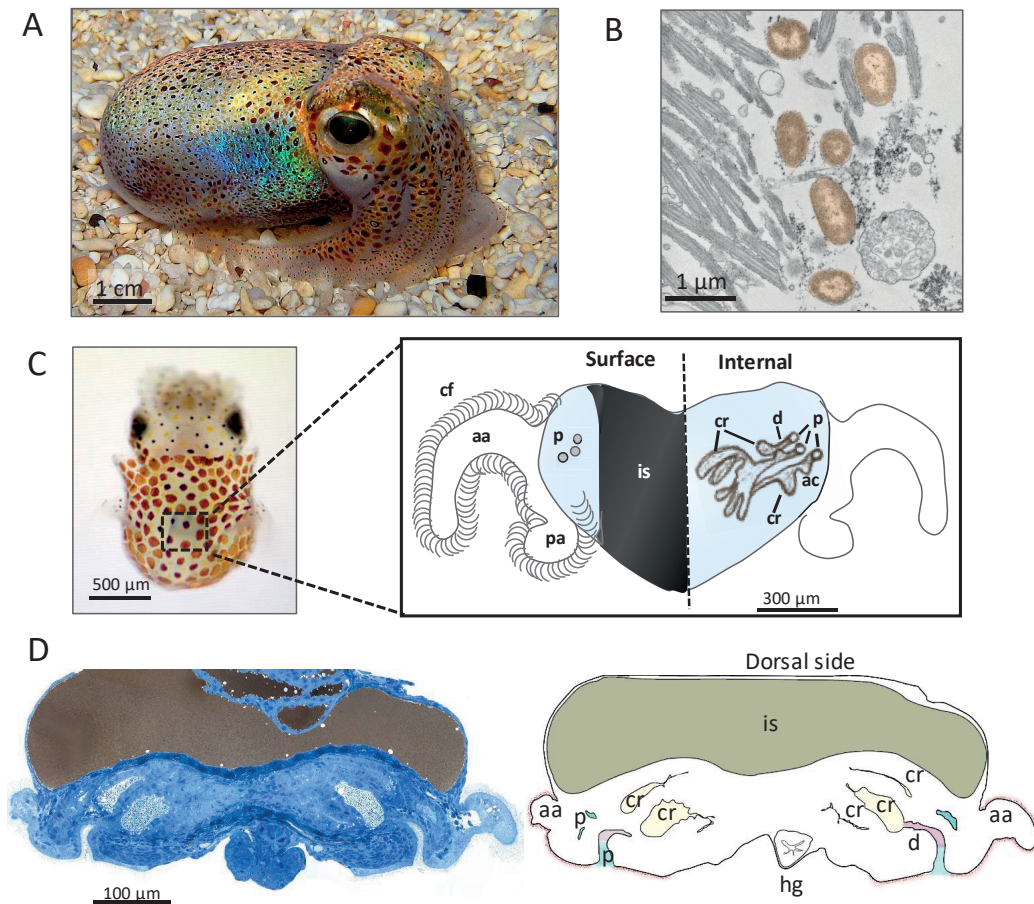 A
1 cm
B
1 µm
C
500 µm
Surface
Internal
cf
aa
p
is
pa
cr
d
p
ac
cr
300 µm
D
100 µm
Dorsal side
is
aa
p
p
cr
cr
cr
cr
cr
d
aa
hg